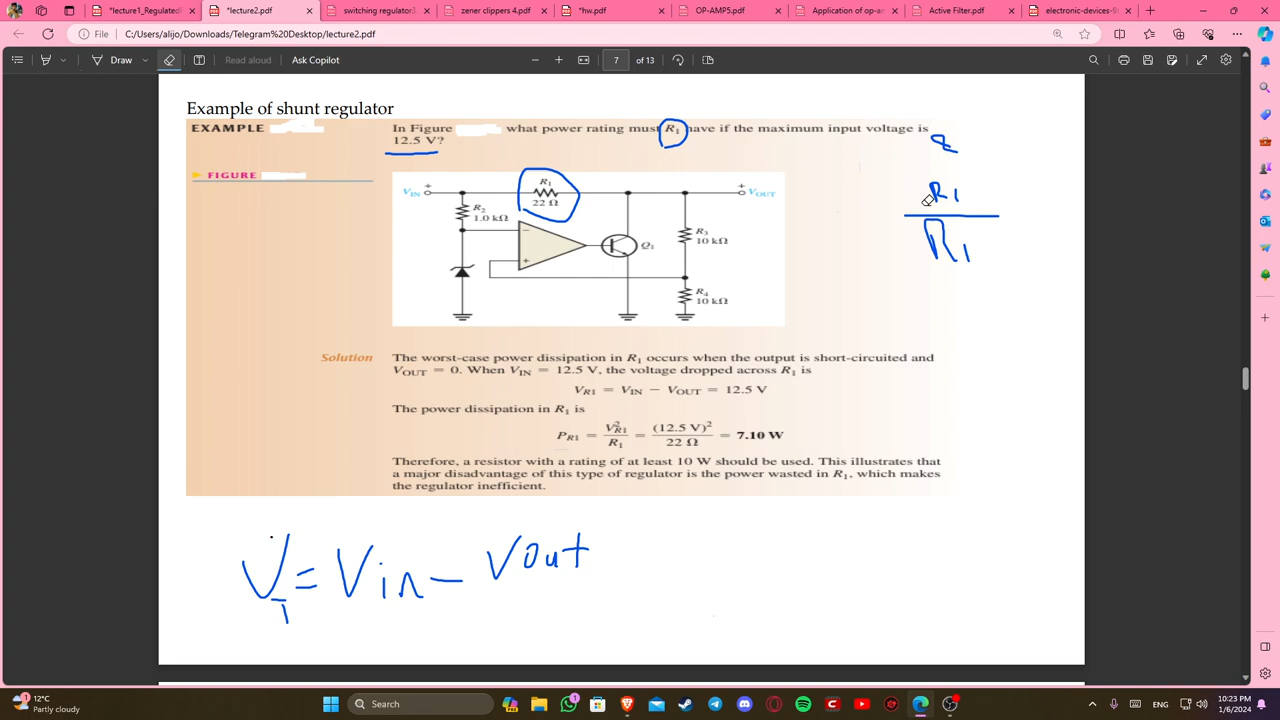 *lecture1_Regulated
*lecture2.pdf
switching regulator3.
zener clippers 4.pdf
*hw.pdf
OP-AMP5.pdf
Application of op-a
Active Filter.pdf
electronic-devices-9
File
C:/Users/alijo/Downloads/Telegram%20Desktop/lecture2.pdf
Draw
Read aloud
Ask Copilot
7
of 13
Example of shunt regulator
EXAMPLE
In Figure what power rating must R1 have if the maximum input voltage is
12.5 V?
FIGURE
R1
22 Ω
VIN
+
+
VOUT
R2
1.0 kΩ
−
+
Q1
R3
10 kΩ
R4
10 kΩ
R1
R1
Solution
The worst-case power dissipation in R1 occurs when the output is short-circuited and
VOUT = 0. When VIN = 12.5 V, the voltage dropped across R1 is
VR1 = VIN − VOUT = 12.5 V
The power dissipation in R1 is
PR1 = V²R1 / R1 = (12.5 V)² / 22 Ω = 7.10 W
Therefore, a resistor with a rating of at least 10 W should be used. This illustrates that
a major disadvantage of this type of regulator is the power wasted in R1, which makes
the regulator inefficient.
V1 = Vin − Vout
12°C
Partly cloudy
Search
1
10:23 PM
1/6/2024